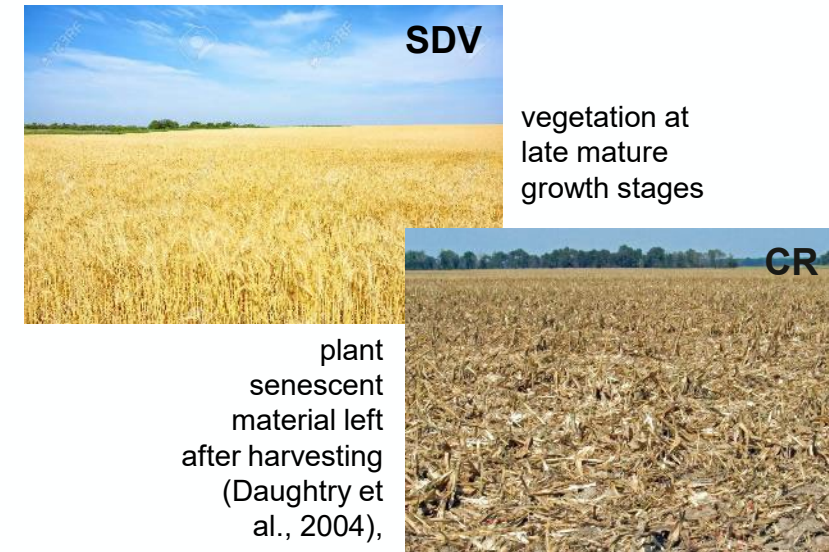 SDV
vegetation at
late mature
growth stages
CR
plant
senescent
material left
after harvesting
(Daughtry et
al., 2004),